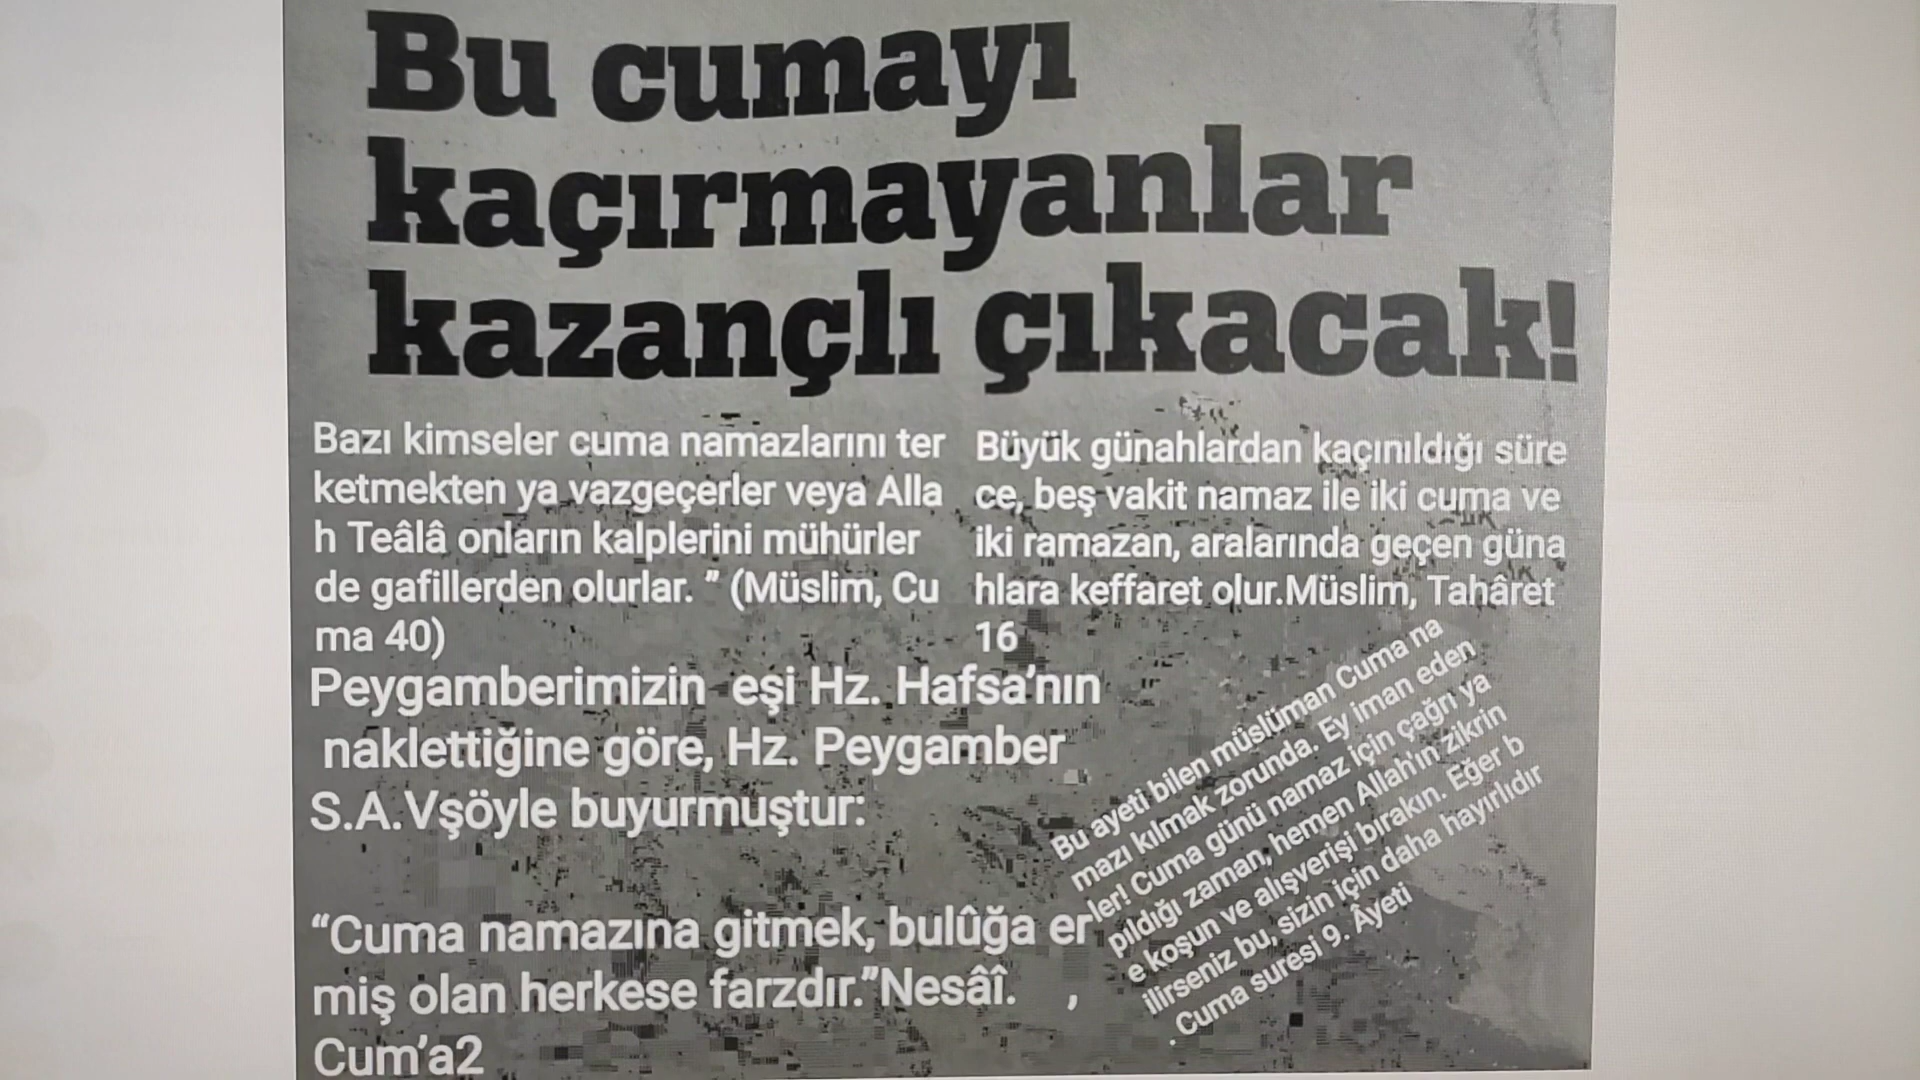 Bu cumayı
kaçırmayanlar
kazançlı çıkacak!
Bazı kimseler cuma namazlarını ter
ketmekten ya vazgeçerler veya Alla
h Teâlâ onların kalplerini mühürler
de gafillerden olurlar. " (Müslim, Cu
ma 40)
Büyük günahlardan kaçınıldığı süre
ce, beş vakit namaz ile iki cuma ve
iki ramazan, aralarında geçen güna
hlara keffaret olur.Müslim, Tahâret
16
Peygamberimizin eşi Hz. Hafsa'nın
naklettiğine göre, Hz. Peygamber
S.A.Vşöyle buyurmuştur:
"Cuma namazına gitmek, bulûğa er
miş olan herkese farzdır."Nesâî. ,
Cum'a2
Bu ayeti bilen müslüman Cuma na
mazı kılmak zorunda. Ey iman eden
ler! Cuma günü namaz için çağrı ya
pıldığı zaman, hemen Allah'ın zikrin
e koşun ve alışverişi bırakın. Eğer b
ilirseniz bu, sizin için daha hayırlıdır
. Cuma suresi 9. Âyeti